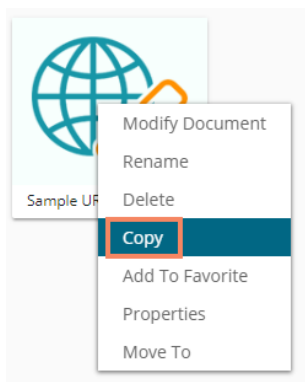 Modify Document
Rename
Sample UR
Delete
Copy
Add To Favorite
Properties
Move To